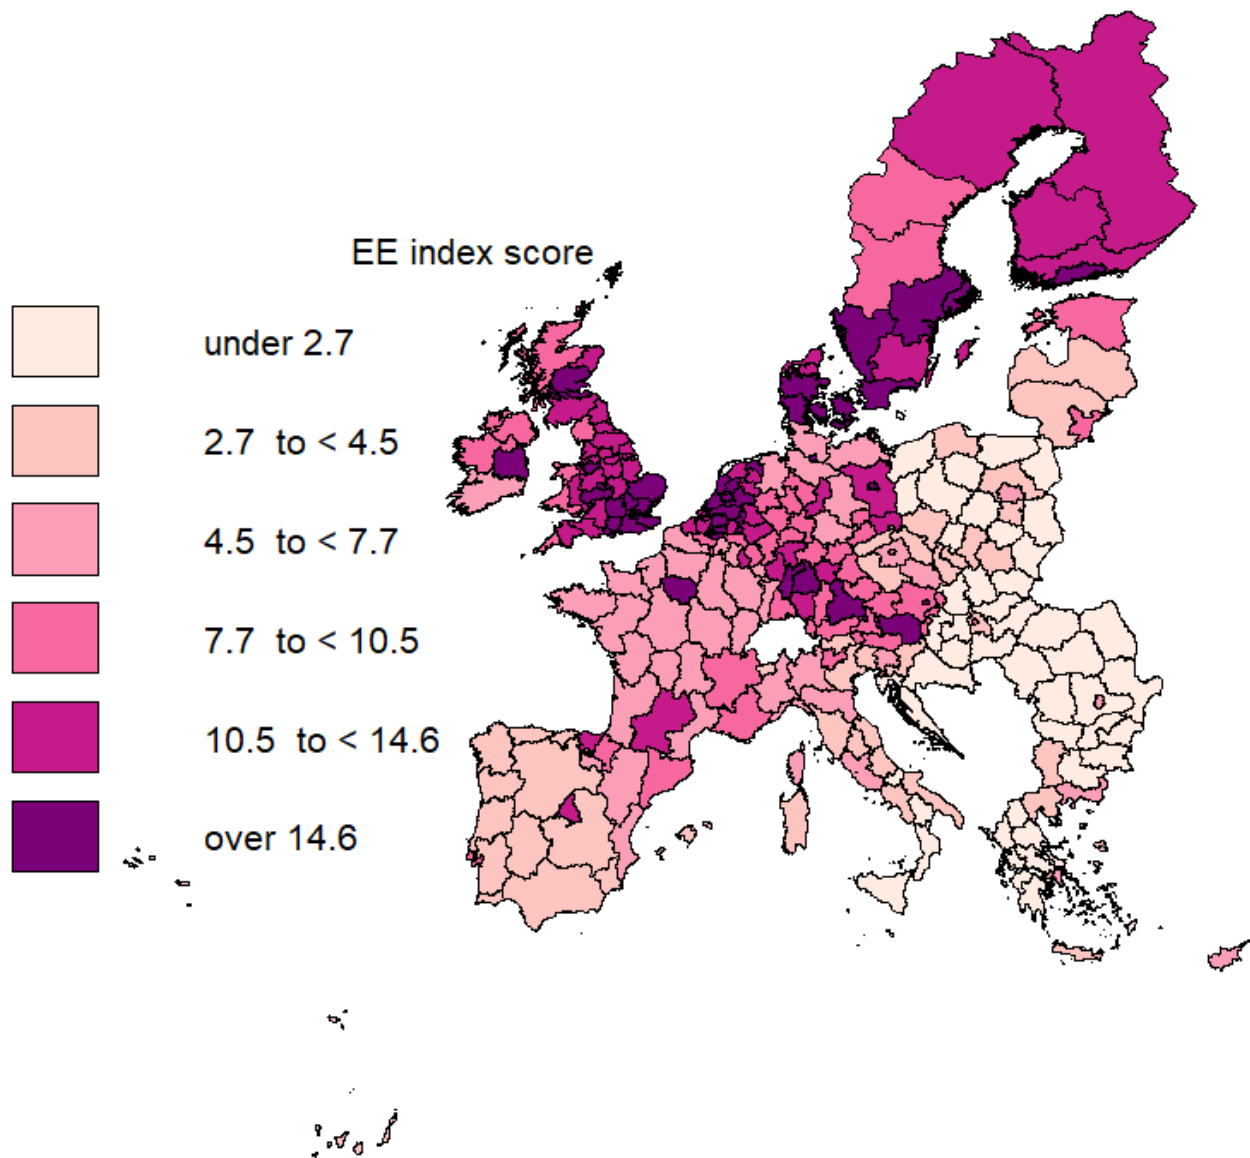 EE index score
under 2.7
2.7 to < 4.5
4.5 to < 7.7
7.7 to < 10.5
10.5 to < 14.6
over 14.6